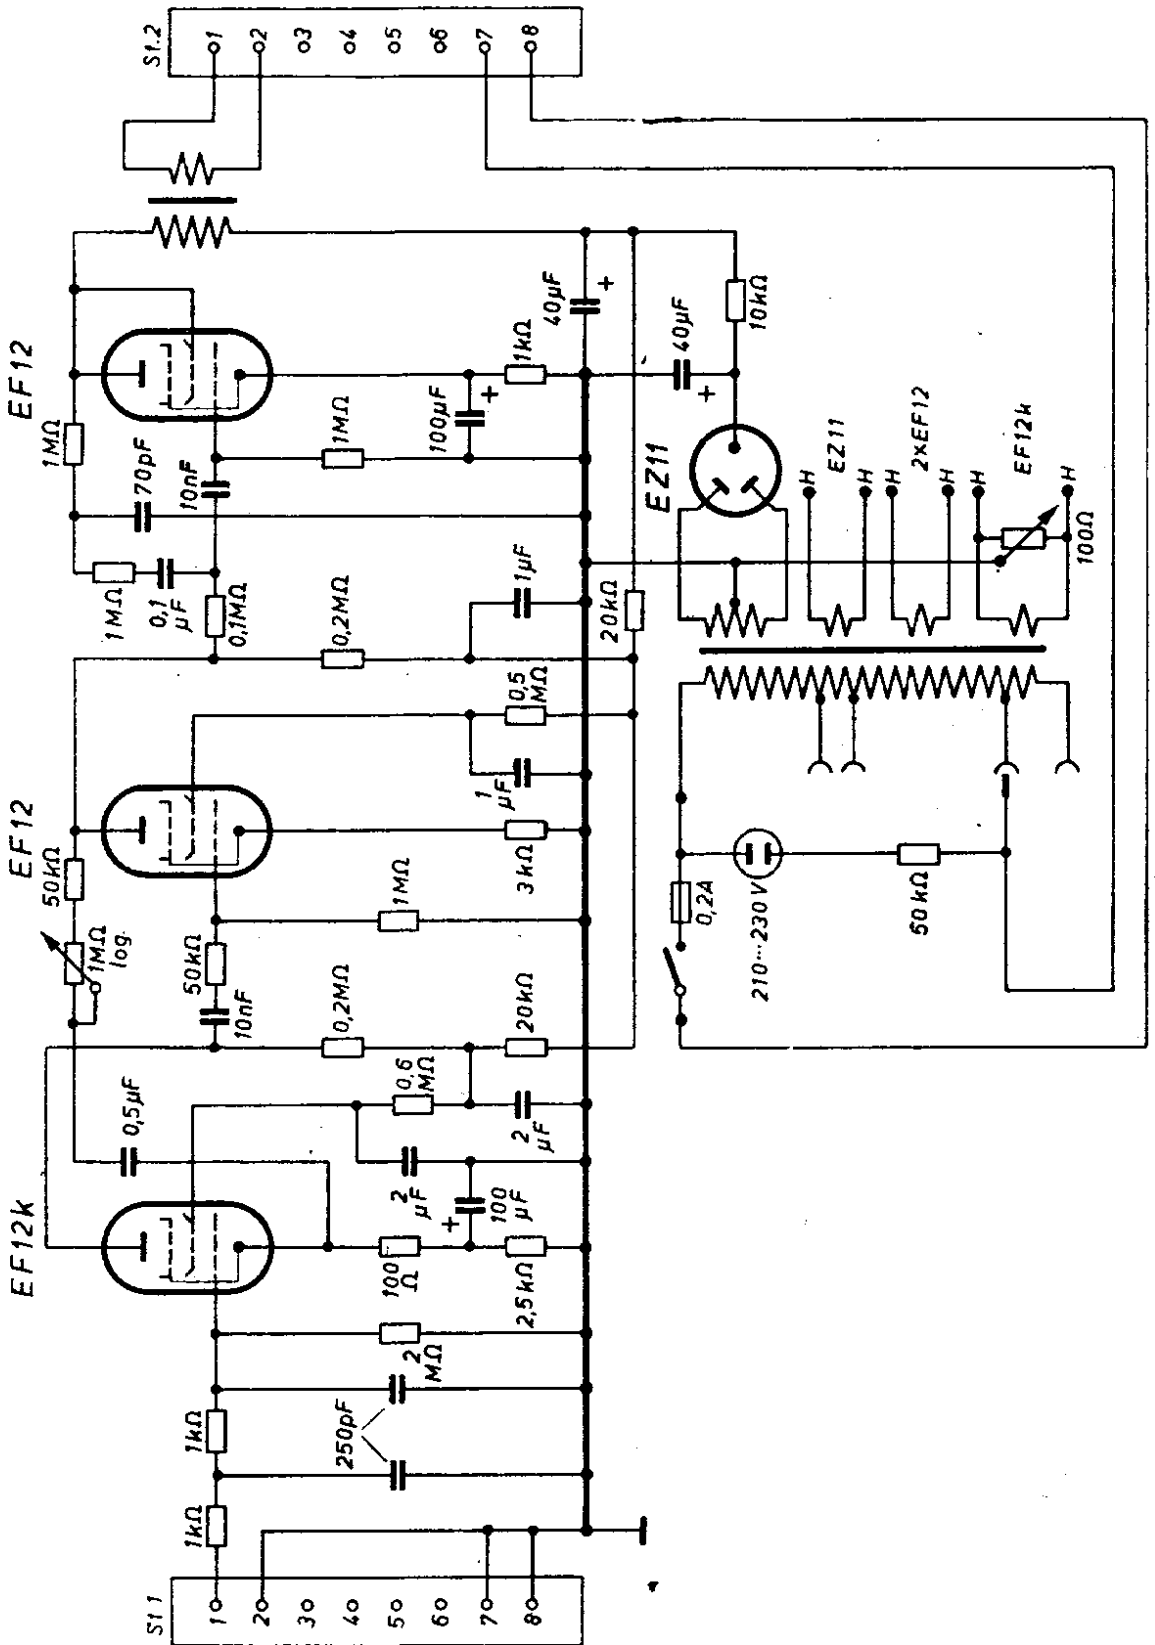 EF12k
EF12
EF12
50kΩ
1MΩ
1MΩ
log.
0,5µF
70pF
1MΩ
0,1
µF
St 1
St.2
1
2
3
4
5
6
7
8
1
2
3
4
5
6
7
8
1kΩ
1kΩ
10nF
50kΩ
0,1MΩ
10nF
250pF
2
MΩ
100
Ω
2
µF
0,6
MΩ
0,2MΩ
1MΩ
0,2MΩ
1MΩ
2,5kΩ
+
100
µF
2
µF
20kΩ
3kΩ
1
µF
0,5
MΩ
1µF
100µF
+
1kΩ
40µF
+
20kΩ
40µF
+
10kΩ
EZ11
0,2A
210...230V
50kΩ
H
EZ11
H
H
2xEF12
H
H
EF12k
H
100Ω